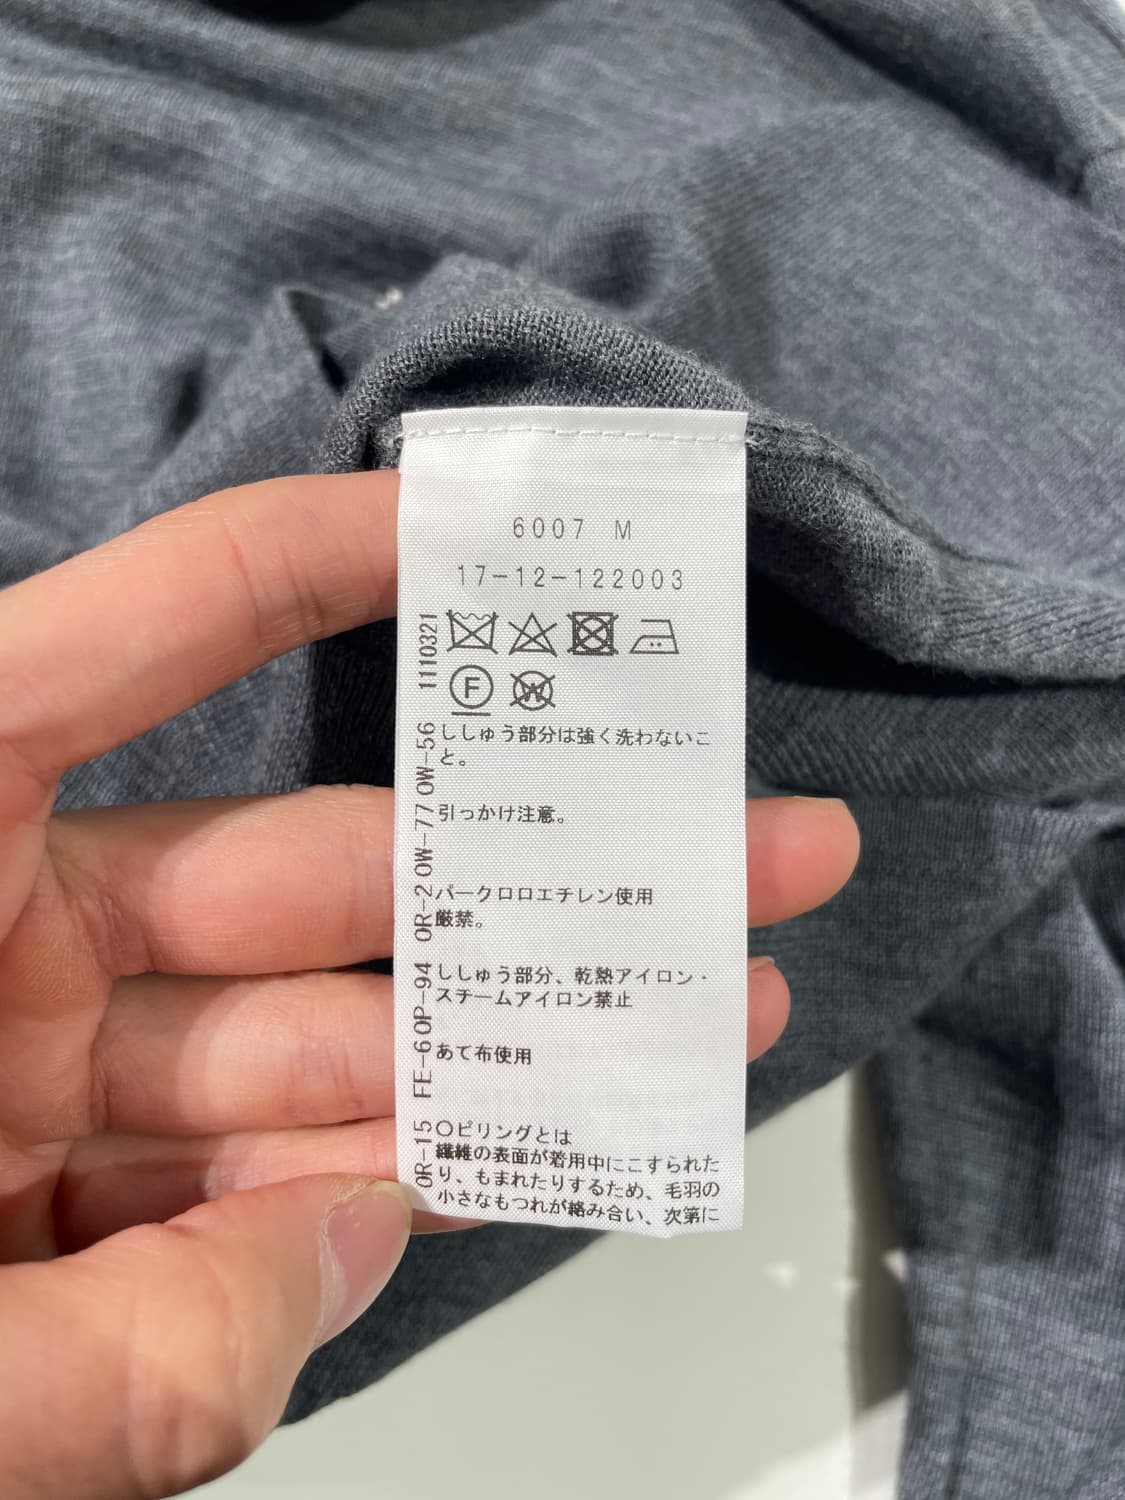 6007 M
17-12-122003
F
W
ししゅう部分は強く洗わないこ
と。
引っかけ注意。
パークロロエチレン使用
厳禁。
ししゅう部分、乾熱アイロン・
スチームアイロン禁止
あて布使用
〇ピリングとは
繊維の表面が着用中にこすられた
り、もまれたりするため、毛羽の
小さなもつれが絡み合い、次第に
OR-15 FE-6 OP-94 OR-2 OW-77 OW-56 1110321